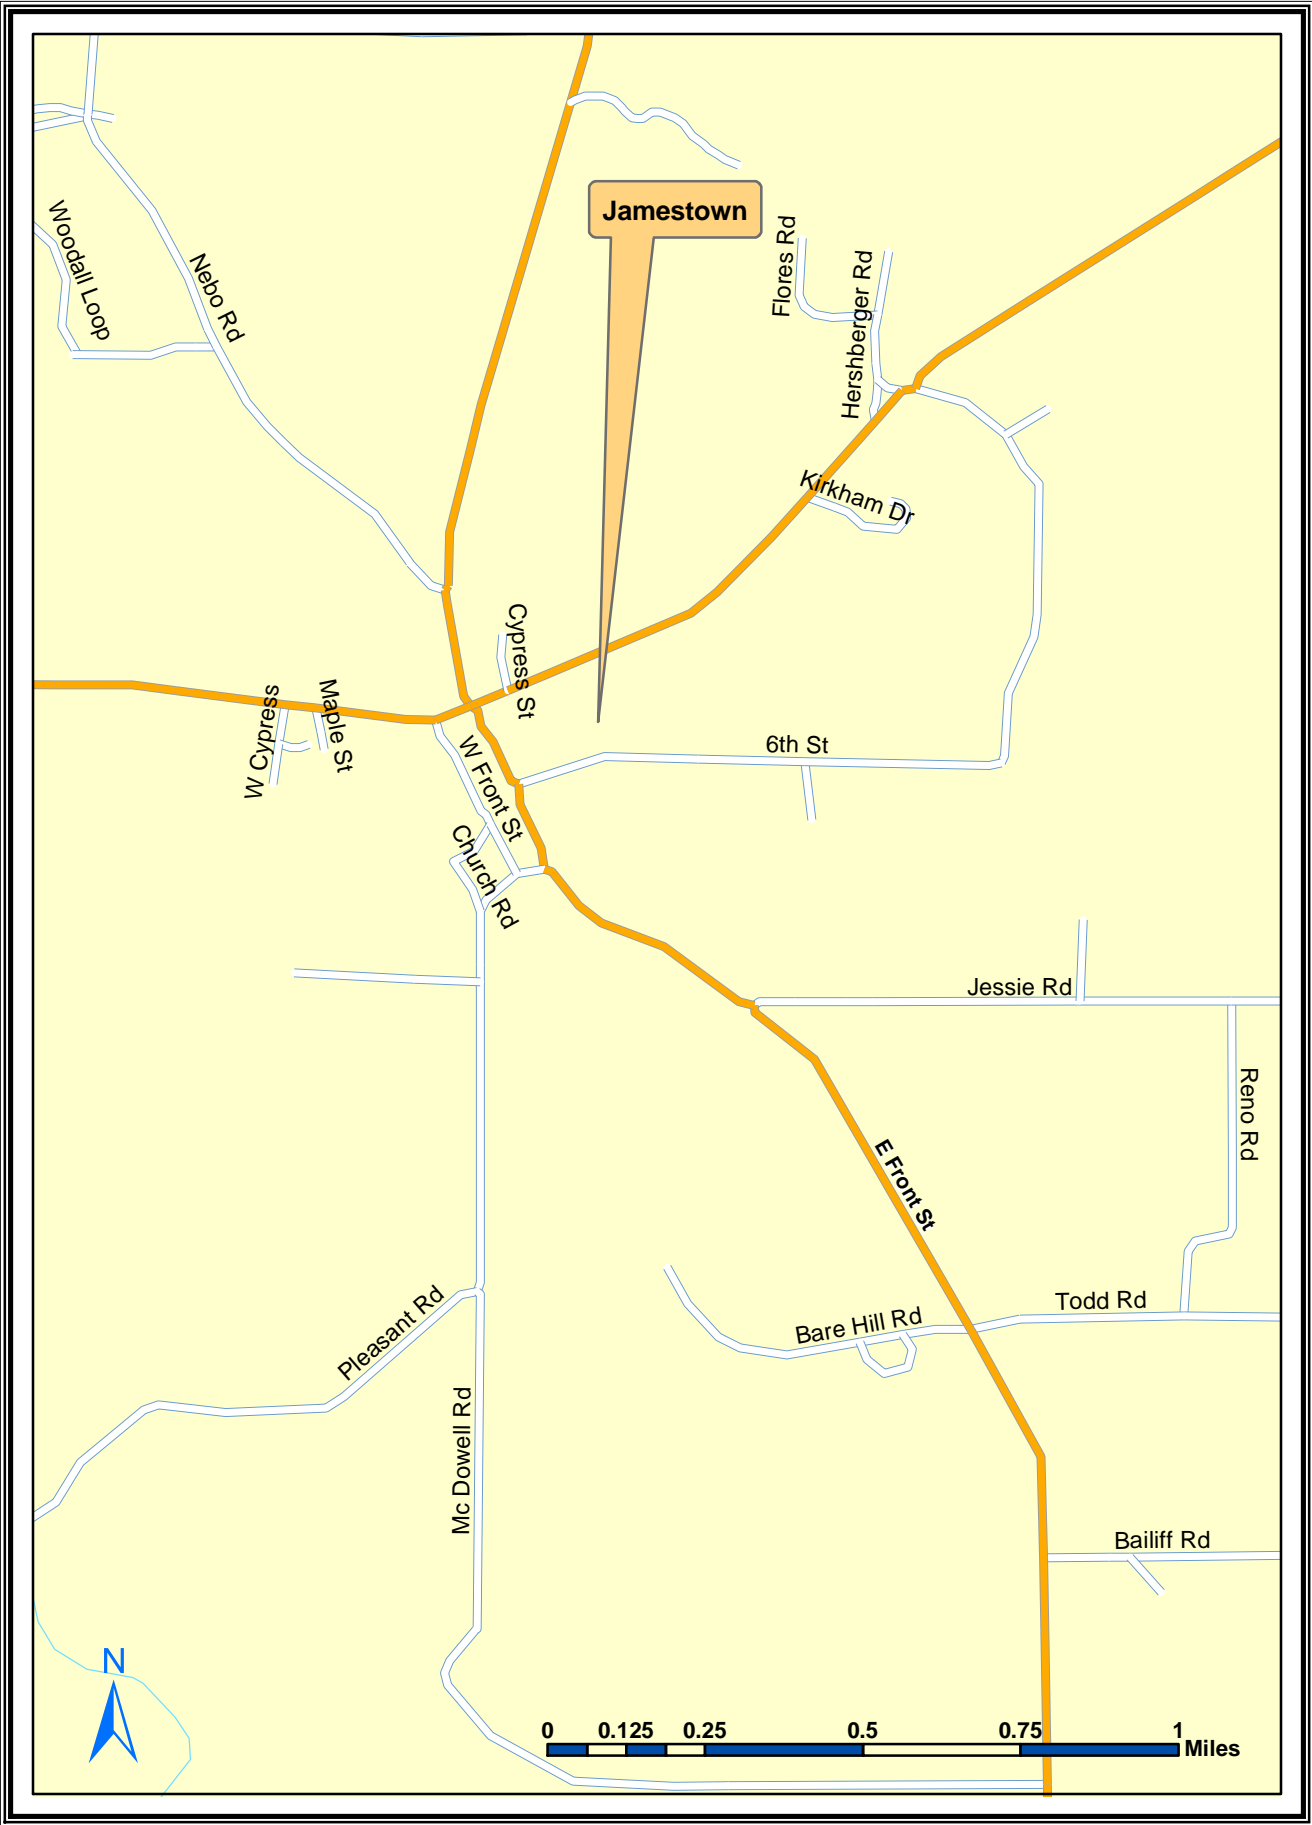 Jamestown
Woodall Loop
Nebo Rd
Flores Rd
Hershberger Rd
Kirkham Dr
Cypress St
W Cypress
Maple St
W Front St
6th St
Church Rd
Jessie Rd
Reno Rd
E Front St
Pleasant Rd
Bare Hill Rd
Todd Rd
Mc Dowell Rd
Bailiff Rd
N
0 0.125 0.25 0.5 0.75 1
Miles